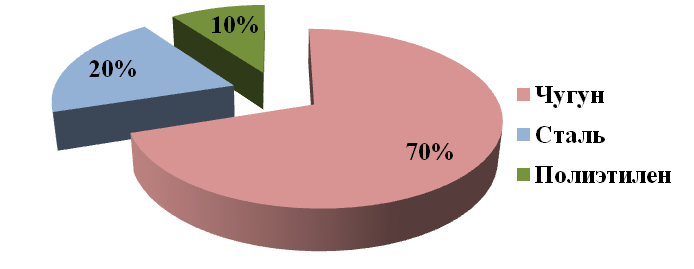 10%
20%
70%
Чугун
Сталь
Полиэтилен